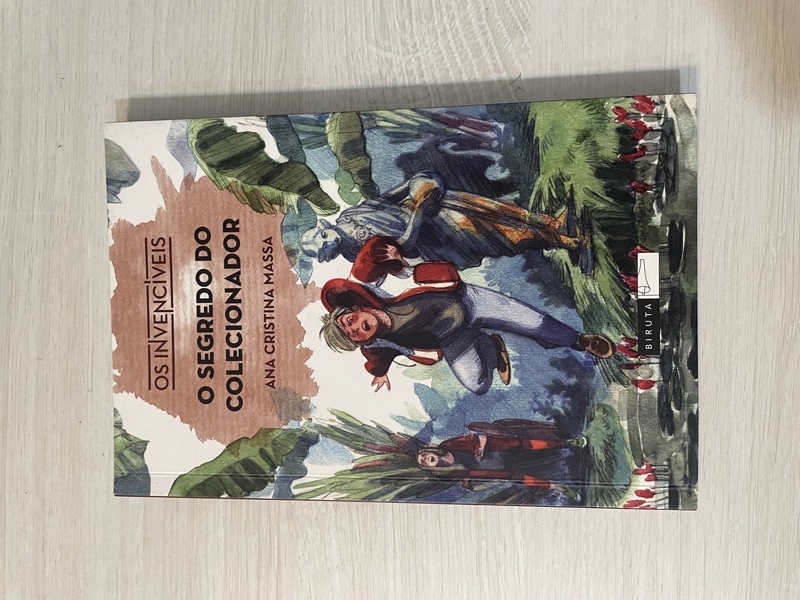 OS INVENCÍVEIS
O SEGREDO DO
COLECIONADOR
ANA CRISTINA MASSA
BIRUTA